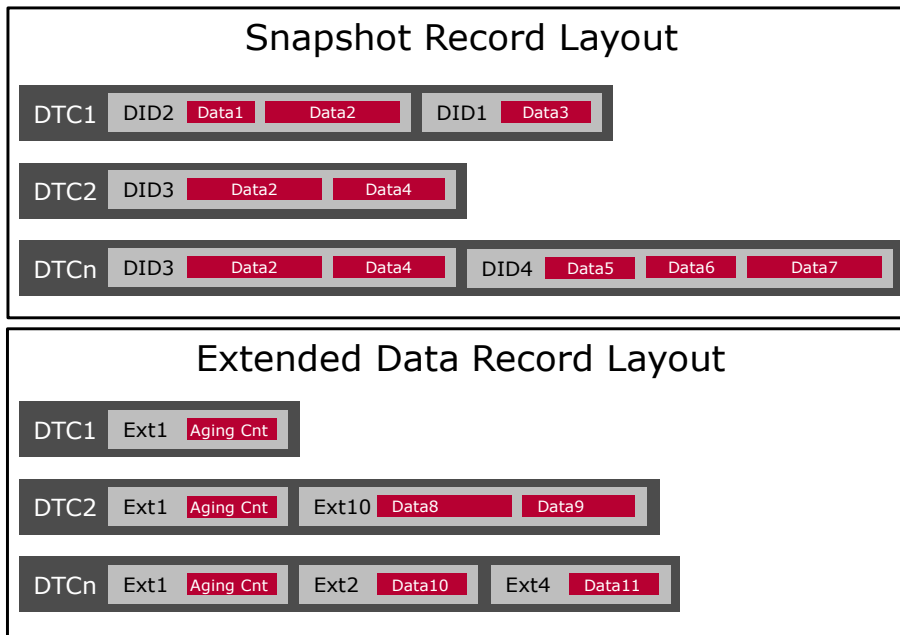 Snapshot Record Layout
DTC1 DID2 Data1 Data2 DID1 Data3
DTC2 DID3 Data2 Data4
DTCn DID3 Data2 Data4 DID4 Data5 Data6 Data7
Extended Data Record Layout
DTC1 Ext1 Aging Cnt
DTC2 Ext1 Aging Cnt Ext10 Data8 Data9
DTCn Ext1 Aging Cnt Ext2 Data10 Ext4 Data11